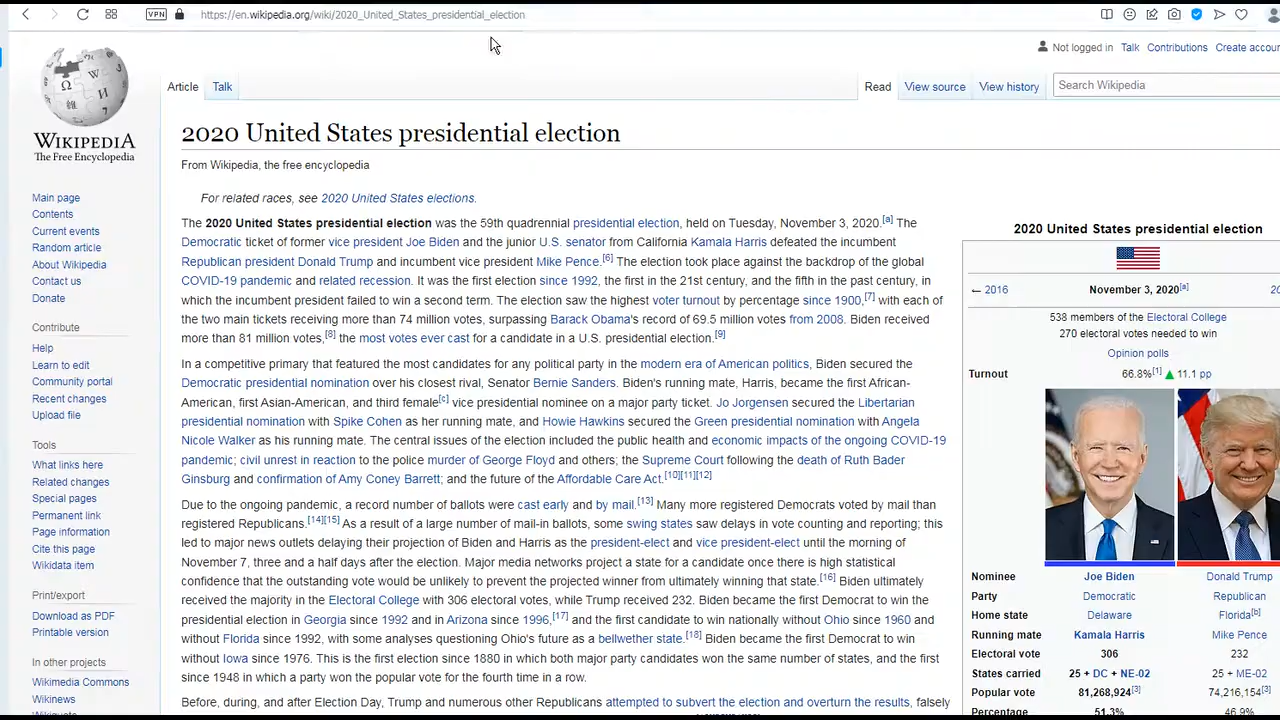 VPN https://en.wikipedia.org/wiki/2020_United_States_presidential_election
Not logged in Talk Contributions Create accou
Article Talk Read View source View history Search Wikipedia
WIKIPEDIA
The Free Encyclopedia
Main page
Contents
Current events
Random article
About Wikipedia
Contact us
Donate
Contribute
Help
Learn to edit
Community portal
Recent changes
Upload file
Tools
What links here
Related changes
Special pages
Permanent link
Page information
Cite this page
Wikidata item
Print/export
Download as PDF
Printable version
In other projects
Wikimedia Commons
Wikinews
2020 United States presidential election
From Wikipedia, the free encyclopedia
For related races, see 2020 United States elections.
The 2020 United States presidential election was the 59th quadrennial presidential election, held on Tuesday, November 3, 2020.[a] The
Democratic ticket of former vice president Joe Biden and the junior U.S. senator from California Kamala Harris defeated the incumbent
Republican president Donald Trump and incumbent vice president Mike Pence.[6] The election took place against the backdrop of the global
COVID-19 pandemic and related recession. It was the first election since 1992, the first in the 21st century, and the fifth in the past century, in
which the incumbent president failed to win a second term. The election saw the highest voter turnout by percentage since 1900,[7] with each of
the two main tickets receiving more than 74 million votes, surpassing Barack Obama's record of 69.5 million votes from 2008. Biden received
more than 81 million votes,[8] the most votes ever cast for a candidate in a U.S. presidential election.[9]
In a competitive primary that featured the most candidates for any political party in the modern era of American politics, Biden secured the
Democratic presidential nomination over his closest rival, Senator Bernie Sanders. Biden's running mate, Harris, became the first African-
American, first Asian-American, and third female[c] vice presidential nominee on a major party ticket. Jo Jorgensen secured the Libertarian
presidential nomination with Spike Cohen as her running mate, and Howie Hawkins secured the Green presidential nomination with Angela
Nicole Walker as his running mate. The central issues of the election included the public health and economic impacts of the ongoing COVID-19
pandemic; civil unrest in reaction to the police murder of George Floyd and others; the Supreme Court following the death of Ruth Bader
Ginsburg and confirmation of Amy Coney Barrett; and the future of the Affordable Care Act.[10][11][12]
Due to the ongoing pandemic, a record number of ballots were cast early and by mail.[13] Many more registered Democrats voted by mail than
registered Republicans.[14][15] As a result of a large number of mail-in ballots, some swing states saw delays in vote counting and reporting; this
led to major news outlets delaying their projection of Biden and Harris as the president-elect and vice president-elect until the morning of
November 7, three and a half days after the election. Major media networks project a state for a candidate once there is high statistical
confidence that the outstanding vote would be unlikely to prevent the projected winner from ultimately winning that state.[16] Biden ultimately
received the majority in the Electoral College with 306 electoral votes, while Trump received 232. Biden became the first Democrat to win the
presidential election in Georgia since 1992 and in Arizona since 1996,[17] and the first candidate to win nationally without Ohio since 1960 and
without Florida since 1992, with some analyses questioning Ohio's future as a bellwether state.[18] Biden became the first Democrat to win
without Iowa since 1976. This is the first election since 1880 in which both major party candidates won the same number of states, and the first
since 1948 in which a party won the popular vote for the fourth time in a row.
Before, during, and after Election Day, Trump and numerous other Republicans attempted to subvert the election and overturn the results, falsely
2020 United States presidential election
← 2016 November 3, 2020[a] 20
538 members of the Electoral College
270 electoral votes needed to win
Opinion polls
Turnout 66.8%[1] ▲ 11.1 pp
Nominee Joe Biden Donald Trump
Party Democratic Republican
Home state Delaware Florida[b]
Running mate Kamala Harris Mike Pence
Electoral vote 306 232
States carried 25 + DC + NE-02 25 + ME-02
Popular vote 81,268,924[3] 74,216,154[3]
Percentage 51.3% 46.9%